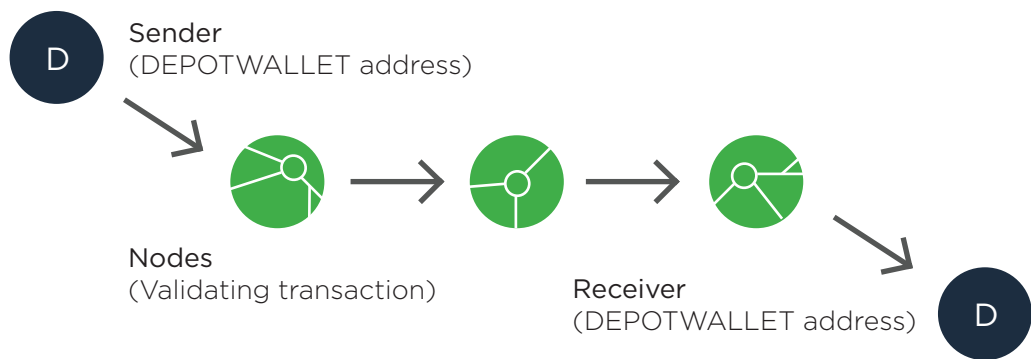 D
Sender
(DEPOTWALLET address)
Nodes
(Validating transaction)
Receiver
(DEPOTWALLET address)
D